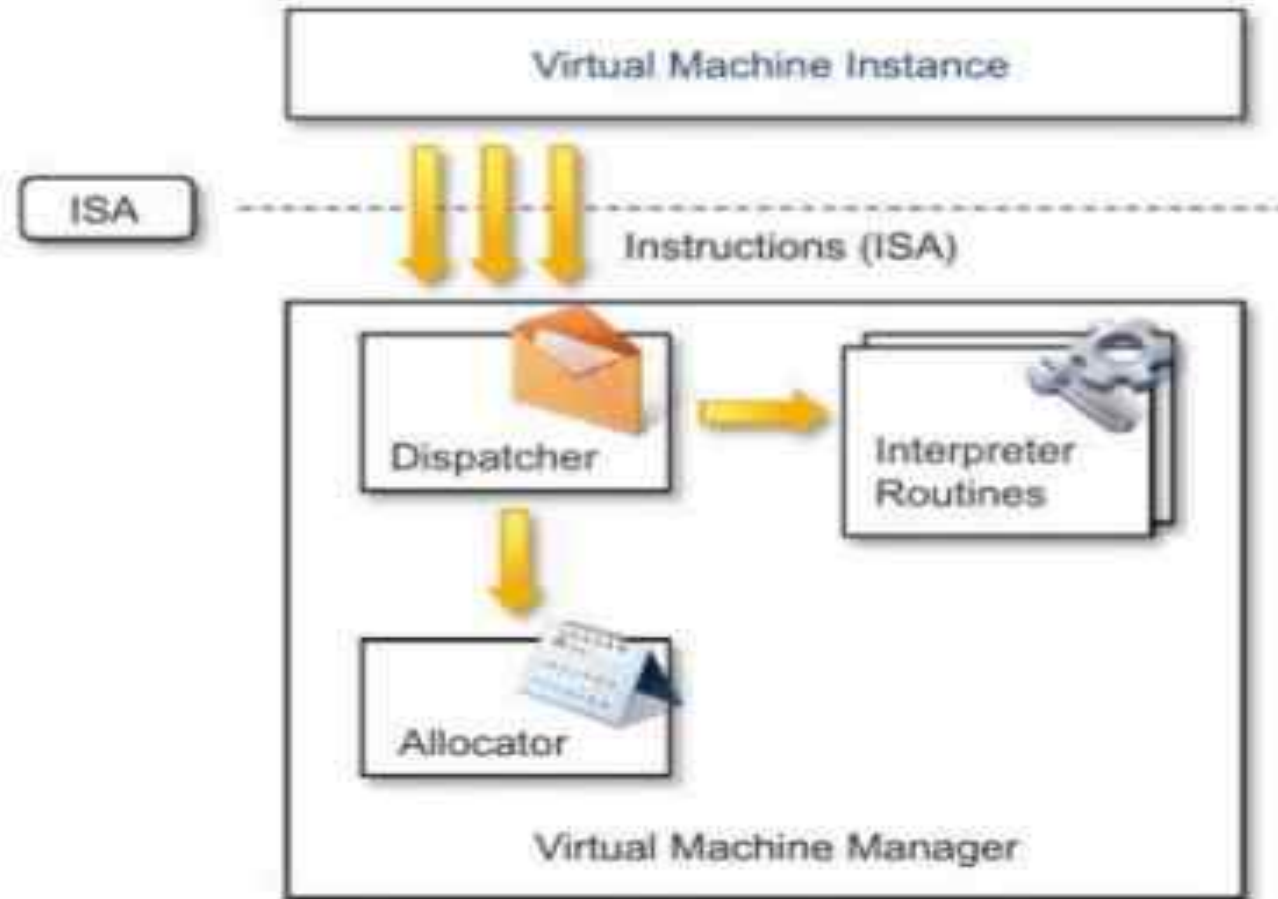 Virtual Machine Instance
ISA
Instructions (ISA)
Dispatcher
Interpreter
Routines
Allocator
Virtual Machine Manager